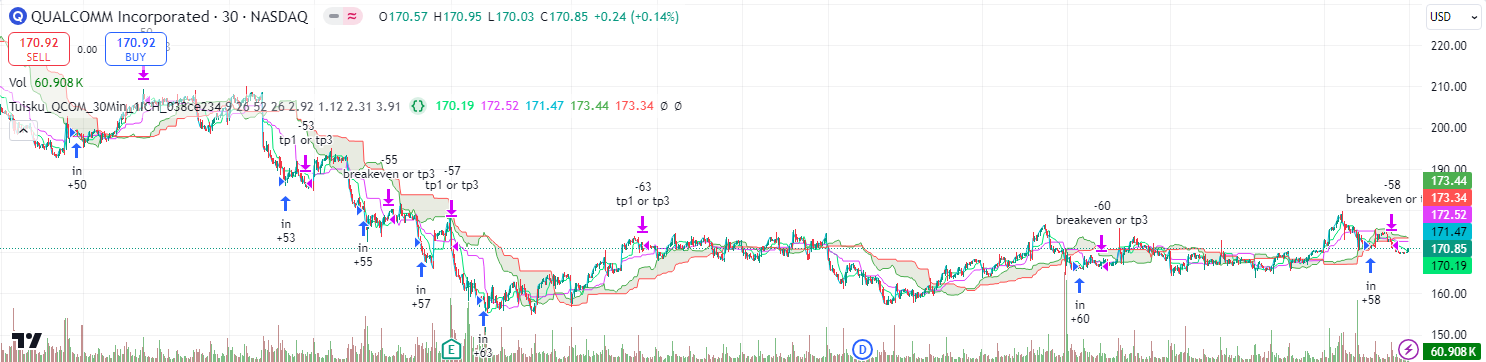 QUALCOMM Incorporated · 30 · NASDAQ O170.57 H170.95 L170.03 C170.85 +0.24 (+0.14%)
USD
170.92
SELL
0.00
170.92
BUY
Vol 60.908 K
Tuisku_QCOM_30Min_1ICH_038ce234 9 26 52 26 2.92 1.12 2.31 3.91 170.19 172.52 171.47 173.44 173.34 Ø Ø
220.00
210.00
200.00
190.00
173.44
173.34
172.52
171.47
170.85
170.19
160.00
150.00
60.908 K
in
+50
-53
tp1 or tp3
in
+53
-55
breakeven or tp3
in
+55
-57
tp1 or tp3
in
+57
in
+63
-63
tp1 or tp3
-60
breakeven or tp3
in
+60
-58
breakeven or
in
+58
E
D